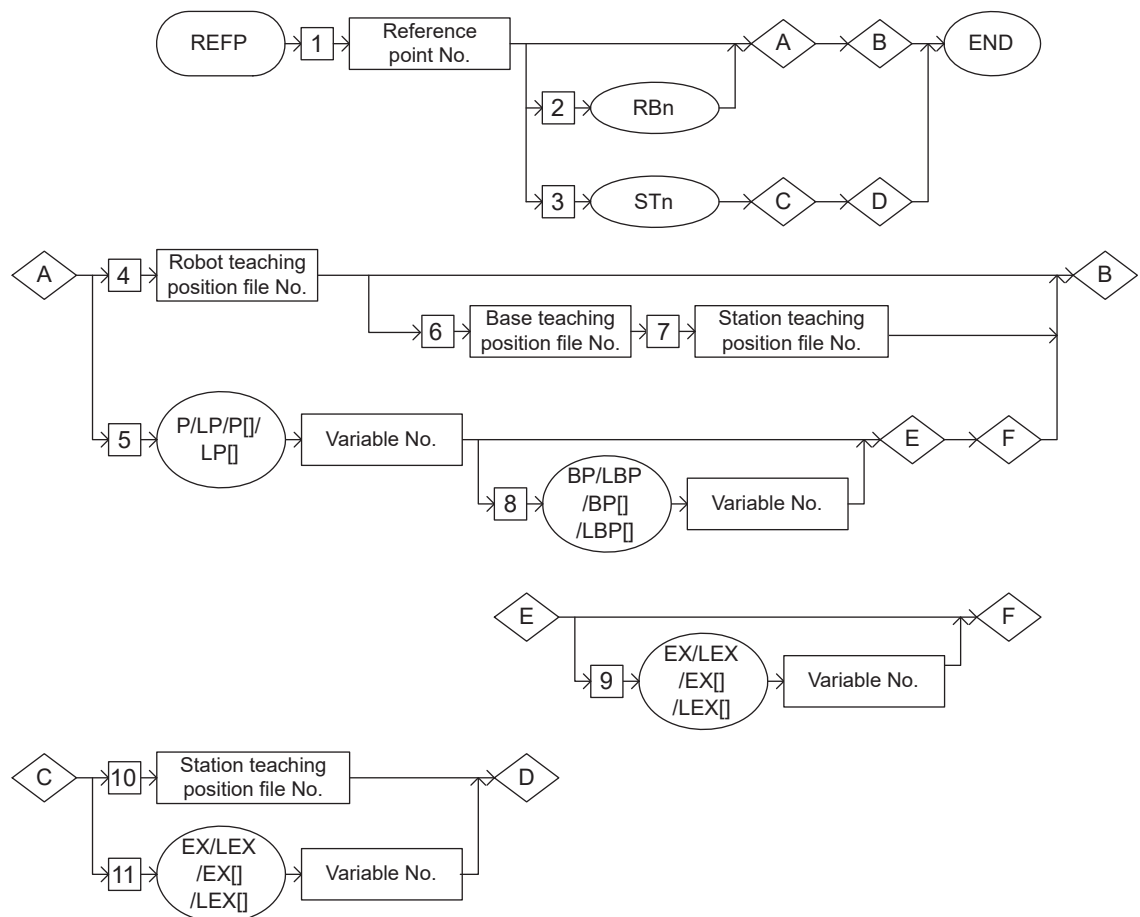 REFP
1
Reference
point No.
A
B
END
2
RBn
3
STn
C
D
A
4
Robot teaching
position file No.
B
6
Base teaching
position file No.
7
Station teaching
position file No.
5
P/LP/P[]/
LP[]
Variable No.
E
F
8
BP/LBP
/BP[]
/LBP[]
Variable No.
E
F
9
EX/LEX
/EX[]
/LEX[]
Variable No.
C
10
Station teaching
position file No.
D
11
EX/LEX
/EX[]
/LEX[]
Variable No.